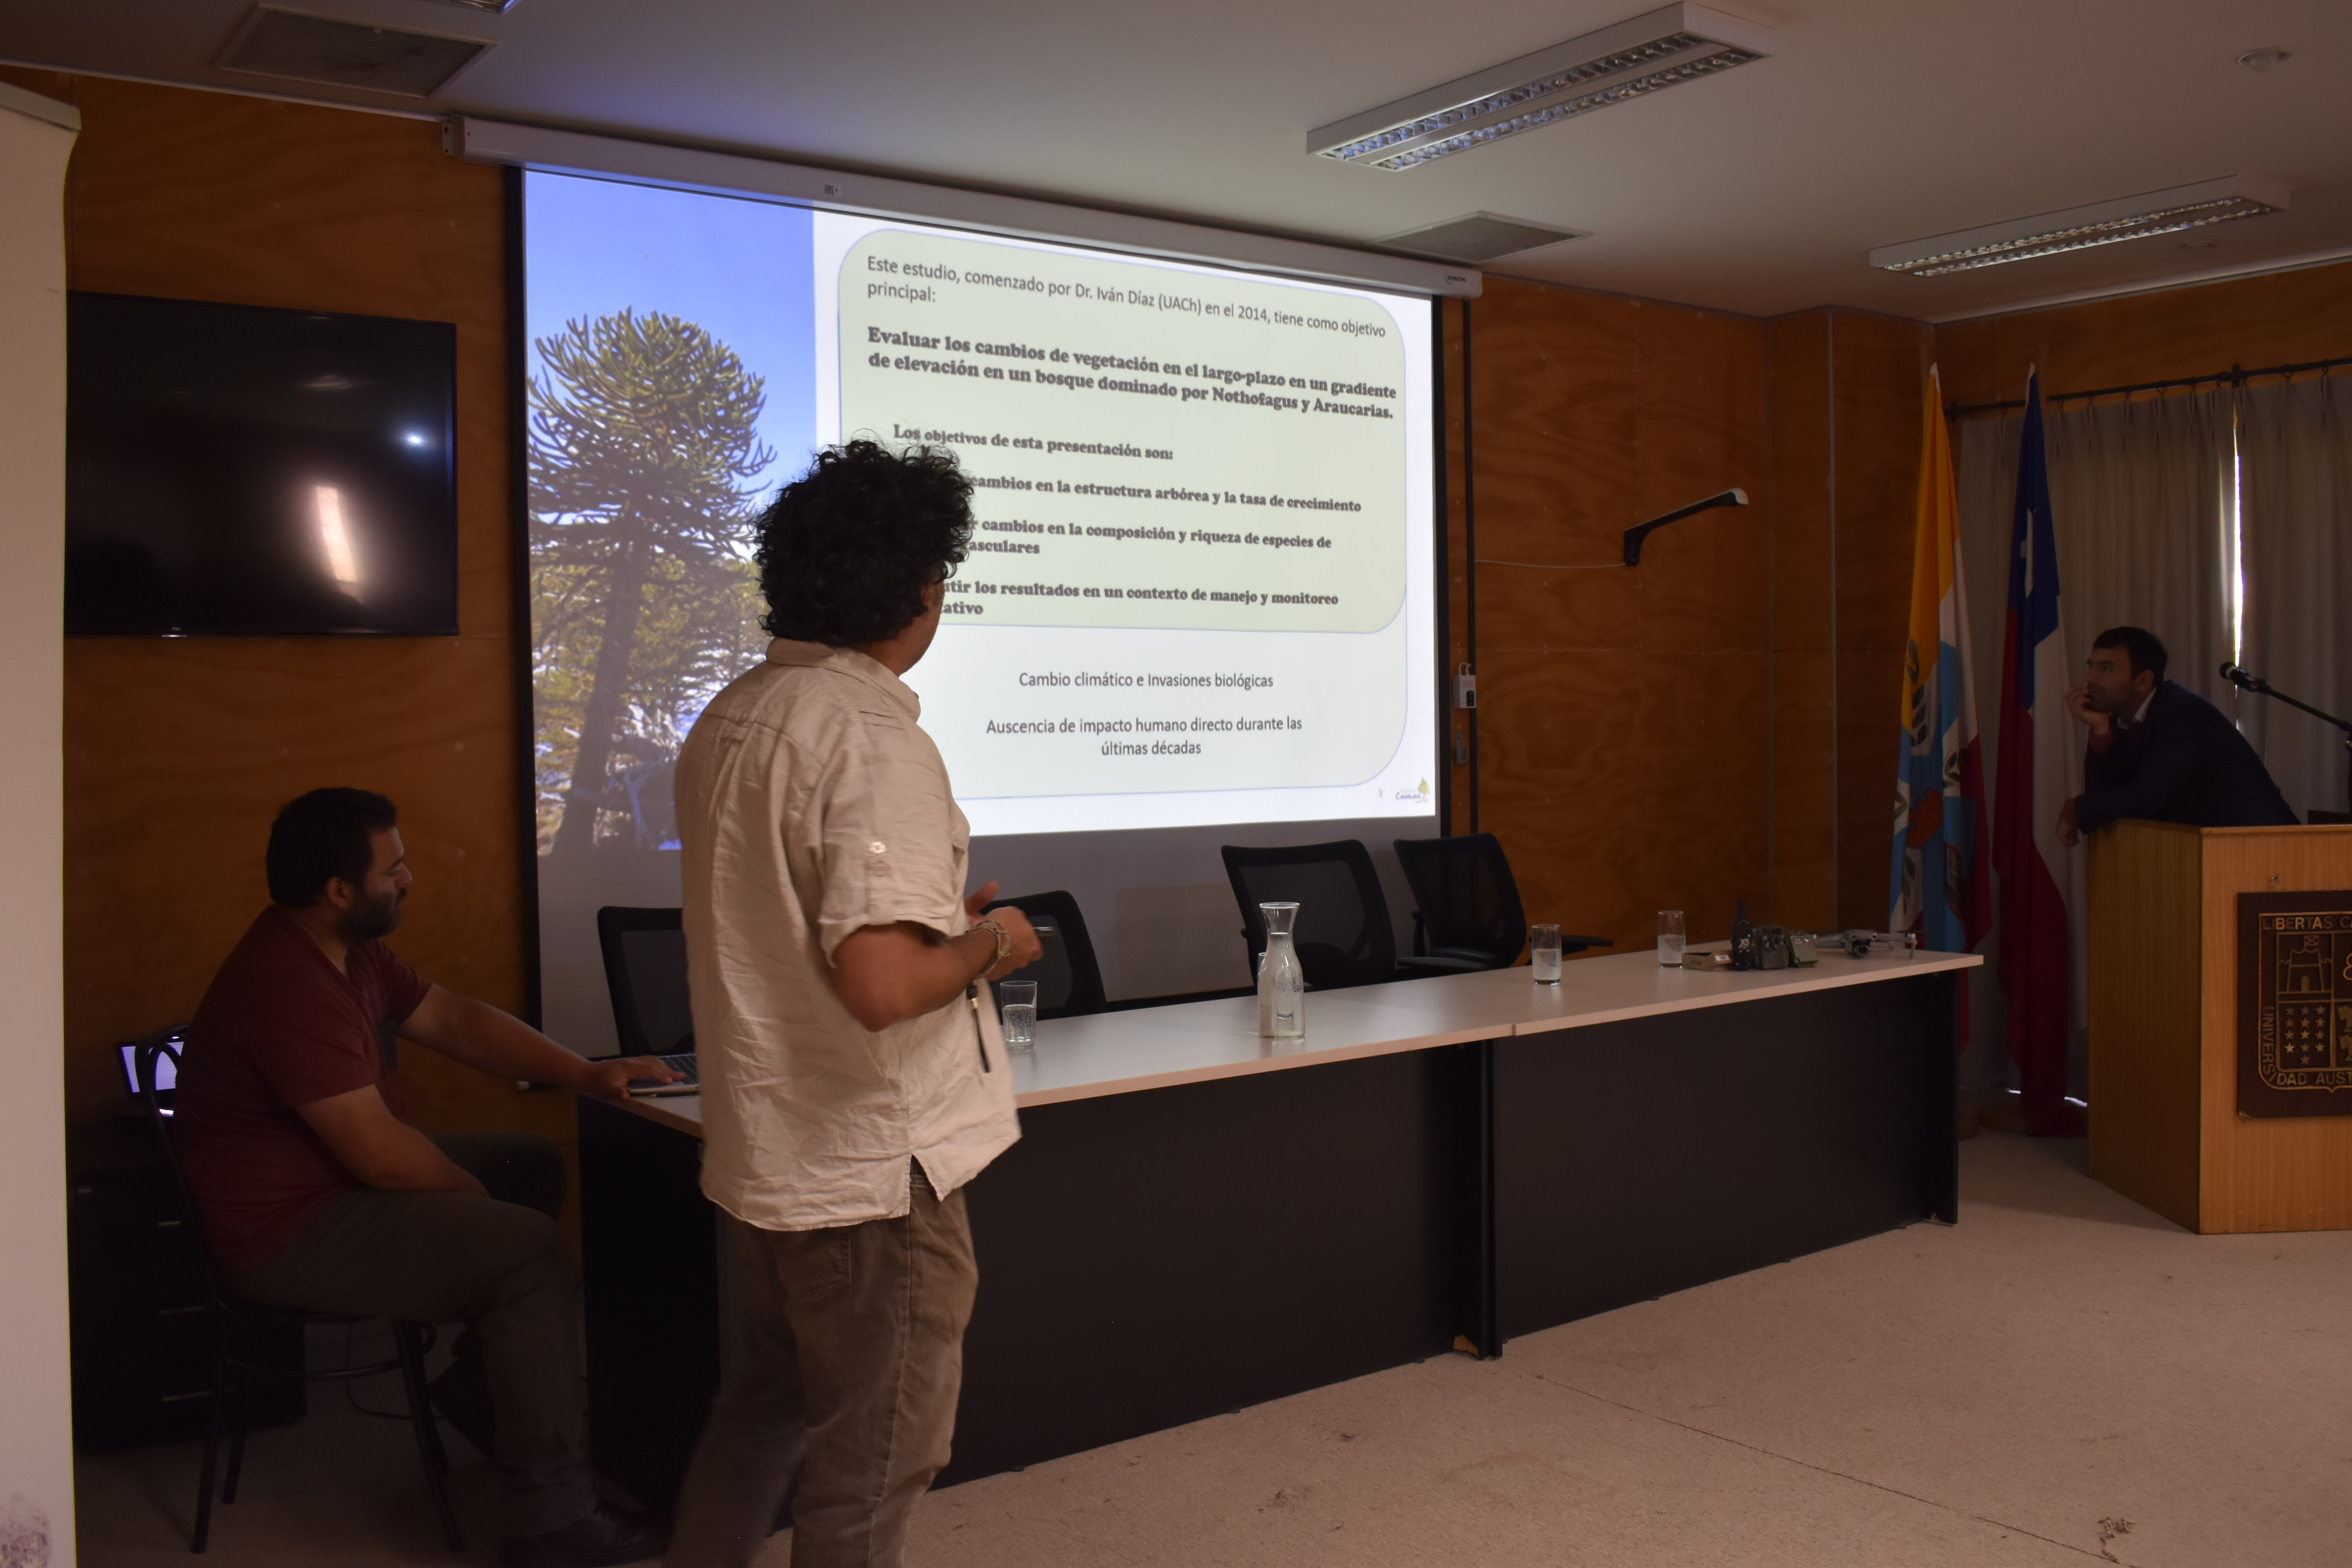 Este estudio, comenzado por Dr. Iván Díaz (UACh) en el 2014, tiene como objetivo
principal:
Evaluar los cambios de vegetación en el largo-plazo en un gradiente
de elevación en un bosque dominado por Nothofagus y Araucarias.
Los objetivos de esta presentación son:
cambios en la estructura arbórea y la tasa de crecimiento
r cambios en la composición y riqueza de especies de
asculares
tir los resultados en un contexto de manejo y monitoreo
ativo
Cambio climático e Invasiones biológicas
Auscencia de impacto humano directo durante las
últimas décadas
3
LIBERTAS CA
UNIVERSIDAD AUST